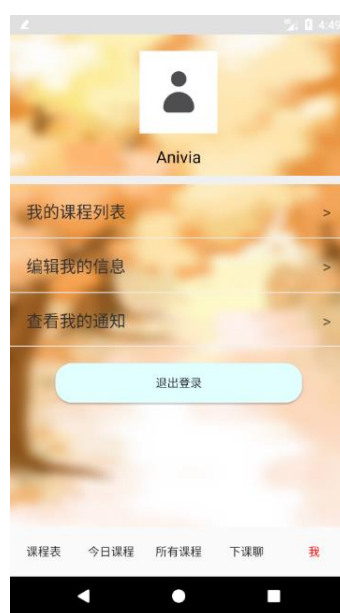 4:49
Anivia
我的课程列表 >
编辑我的信息 >
查看我的通知 >
退出登录
课程表 今日课程 所有课程 下课聊 我